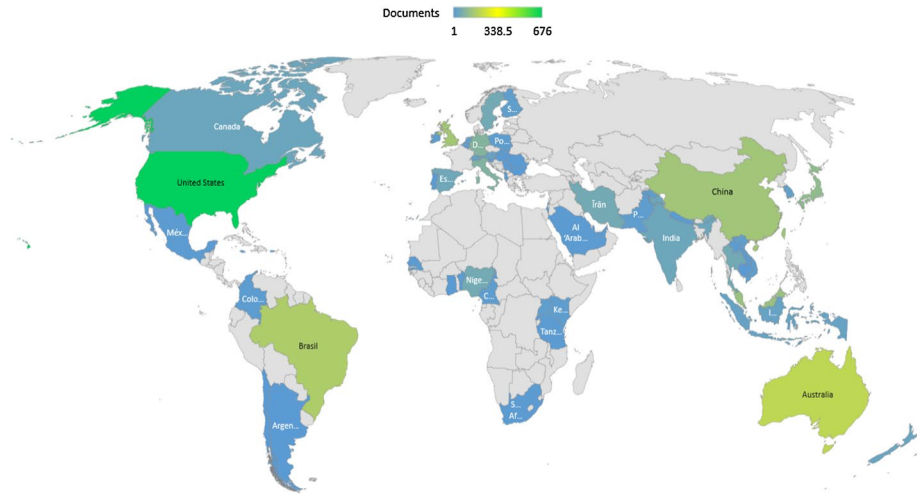 Documents
1 338.5 676
Canada
United States
Méx...
Colo...
Brasil
Argen...
S...
D...
Po...
Es...
Īrān
Al
'Arab...
P...
India
China
Nige...
C...
Ke...
Tanz...
S...
Af...
I...
Australia